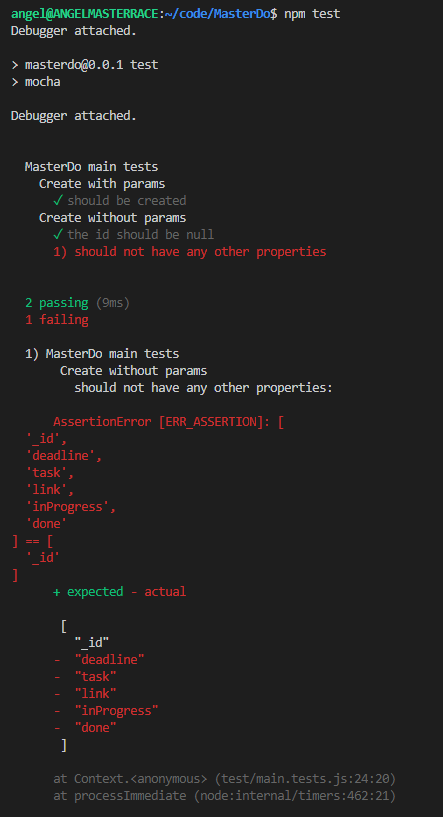 angel@ANGELMASTERRACE:~/code/MasterDo$ npm test
Debugger attached.
> masterdo@0.0.1 test
> mocha
Debugger attached.
MasterDo main tests
Create with params
✓ should be created
Create without params
✓ the id should be null
1) should not have any other properties
2 passing (9ms)
1 failing
1) MasterDo main tests
Create without params
should not have any other properties:
AssertionError [ERR_ASSERTION]: [
'_id',
'deadline',
'task',
'link',
'inProgress',
'done'
] == [
'_id'
]
+ expected - actual
[
"_id"
- "deadline"
- "task"
- "link"
- "inProgress"
- "done"
]
at Context.<anonymous> (test/main.tests.js:24:20)
at processImmediate (node:internal/timers:462:21)